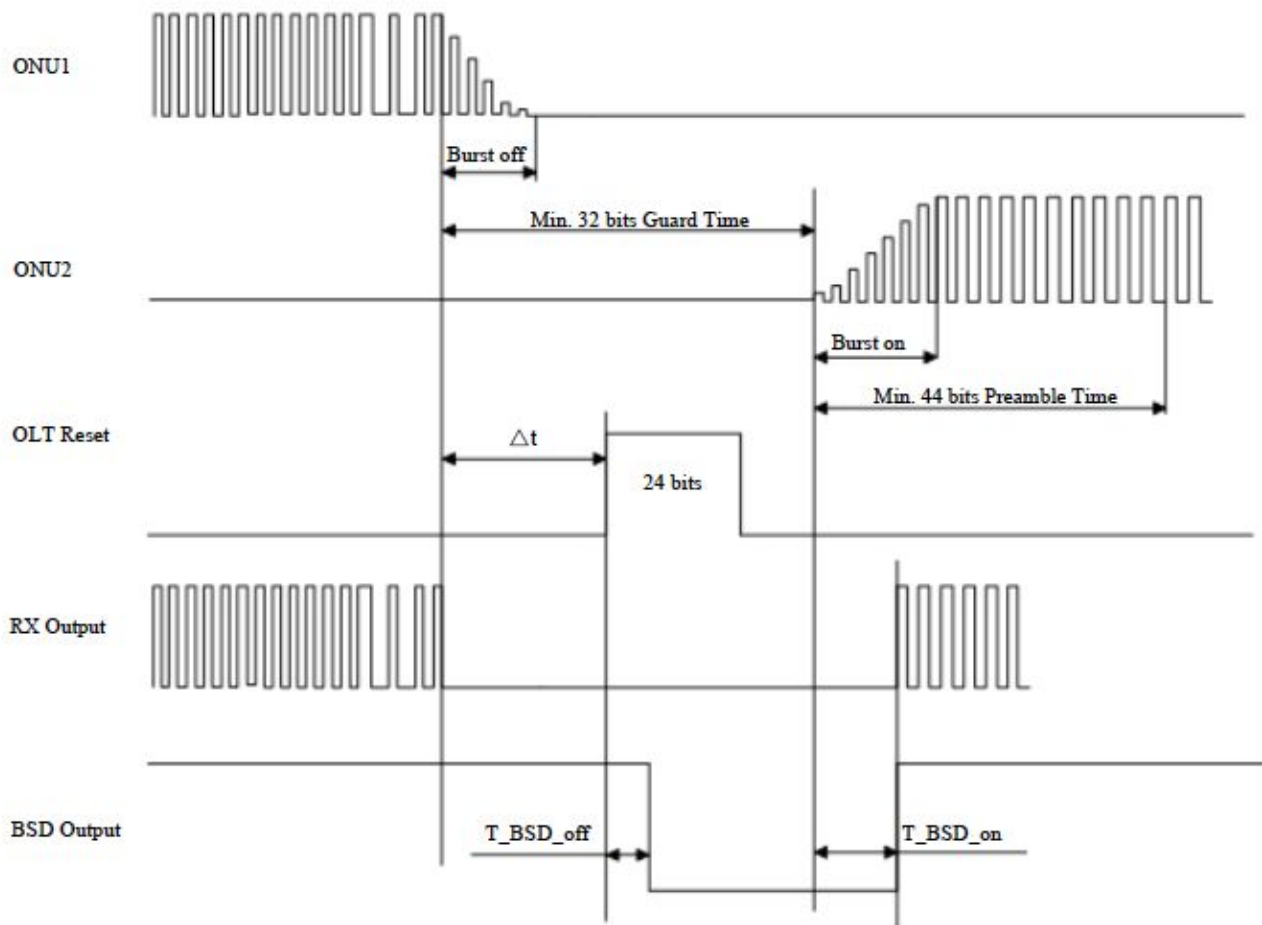 ONU1
Burst off
Min. 32 bits Guard Time
ONU2
Burst on
Min. 44 bits Preamble Time
OLT Reset
△t
24 bits
RX Output
BSD Output
T_BSD_off
T_BSD_on